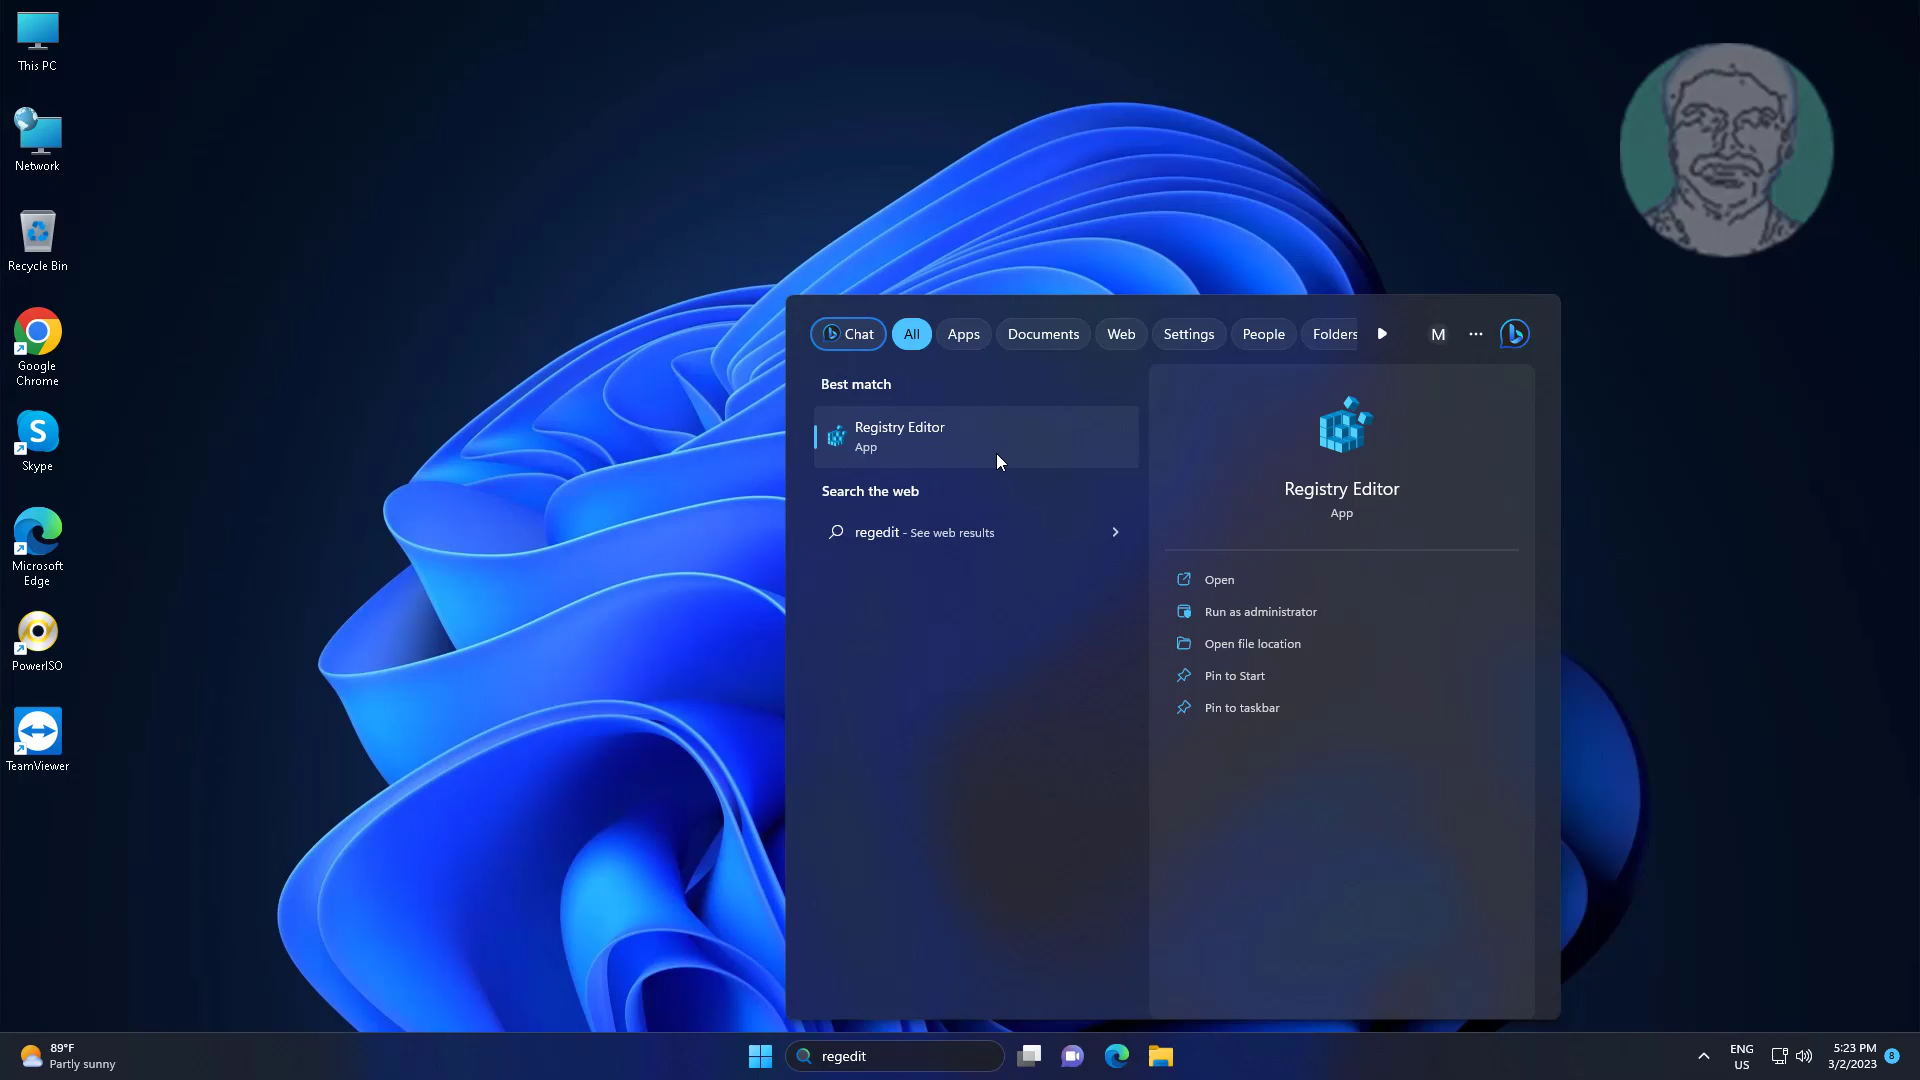 This PC
Network
Recycle Bin
Google
Chrome
Skype
Microsoft
Edge
PowerISO
TeamViewer
Chat
All
Apps
Documents
Web
Settings
People
Folders
M
Best match
Registry Editor
App
Search the web
regedit - See web results
Registry Editor
App
Open
Run as administrator
Open file location
Pin to Start
Pin to taskbar
89°F
Partly sunny
regedit
ENG
US
5:23 PM
3/2/2023
8